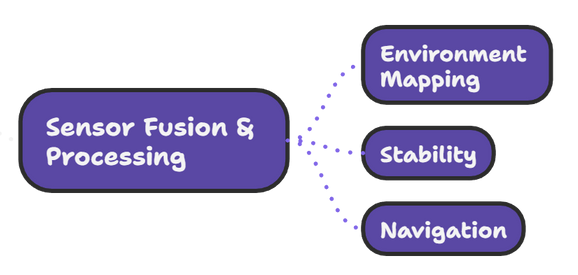 Sensor Fusion &
Processing
Environment
Mapping
Stability
Navigation